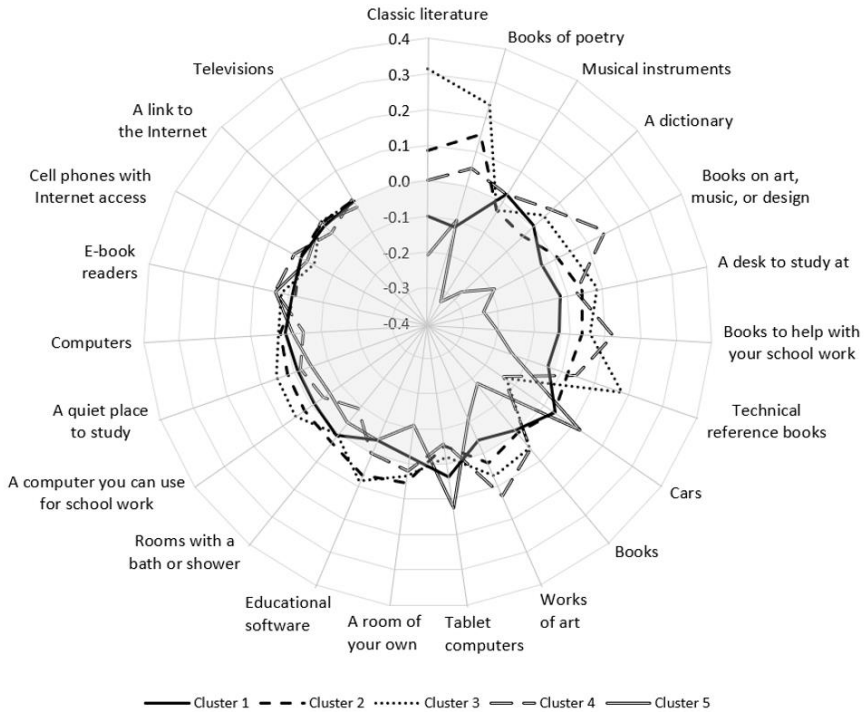 Classic literature
Books of poetry
Musical instruments
A dictionary
Books on art,
music, or design
A desk to study at
Books to help with
your school work
Technical
reference books
Cars
Books
Works
of art
Tablet
computers
A room of
your own
Educational
software
Rooms with a
bath or shower
A computer you can use
for school work
A quiet place
to study
Computers
E-book
readers
Cell phones with
Internet access
A link to
the Internet
Televisions
0.4
0.3
0.2
0.1
0.0
-0.1
-0.2
-0.3
-0.4
Cluster 1
Cluster 2
Cluster 3
Cluster 4
Cluster 5